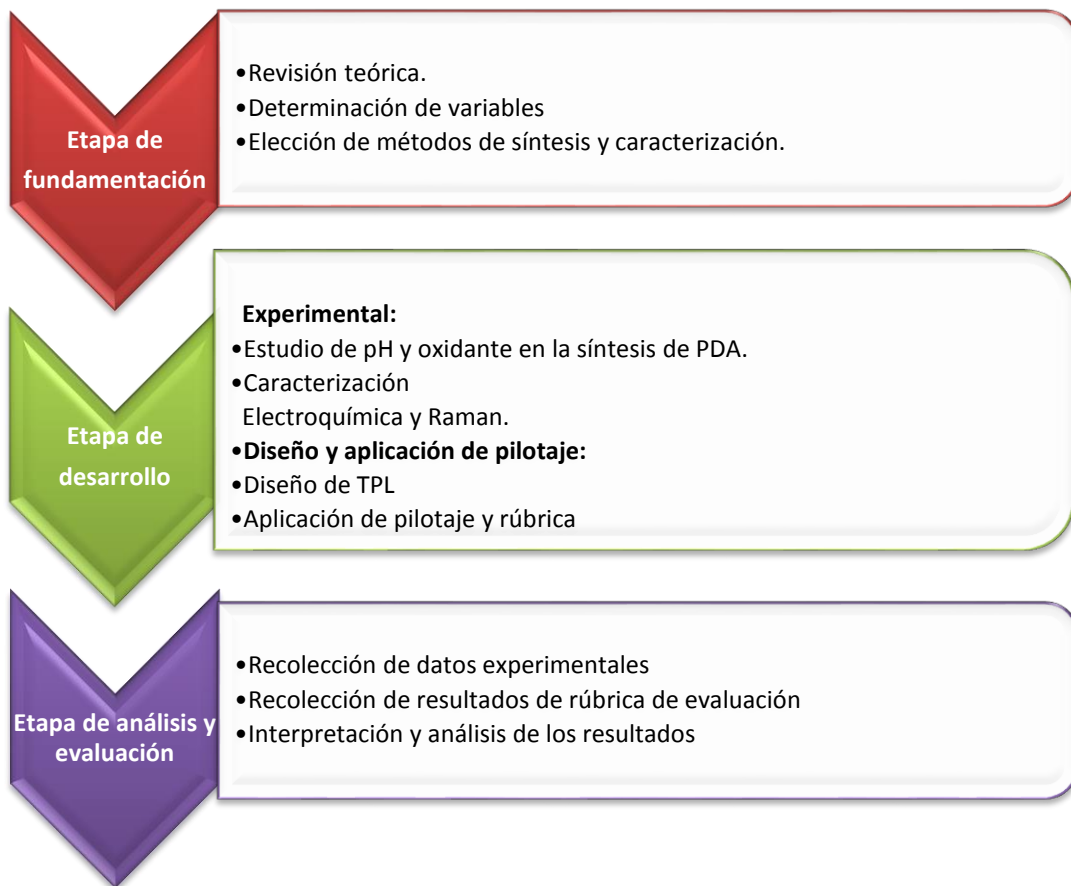 Etapa de
fundamentación
•Revisión teórica.
•Determinación de variables
•Elección de métodos de síntesis y caracterización.
Etapa de
desarrollo
Experimental:
•Estudio de pH y oxidante en la síntesis de PDA.
•Caracterización
Electroquímica y Raman.
•Diseño y aplicación de pilotaje:
•Diseño de TPL
•Aplicación de pilotaje y rúbrica
Etapa de análisis y
evaluación
•Recolección de datos experimentales
•Recolección de resultados de rúbrica de evaluación
•Interpretación y análisis de los resultados